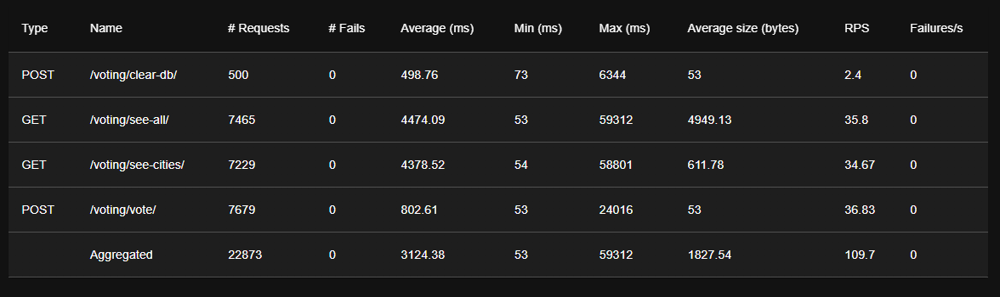 Type Name # Requests # Fails Average (ms) Min (ms) Max (ms) Average size (bytes) RPS Failures/s
POST /voting/clear-db/ 500 0 498.76 73 6344 53 2.4 0
GET /voting/see-all/ 7465 0 4474.09 53 59312 4949.13 35.8 0
GET /voting/see-cities/ 7229 0 4378.52 54 58801 611.78 34.67 0
POST /voting/vote/ 7679 0 802.61 53 24016 53 36.83 0
Aggregated 22873 0 3124.38 53 59312 1827.54 109.7 0